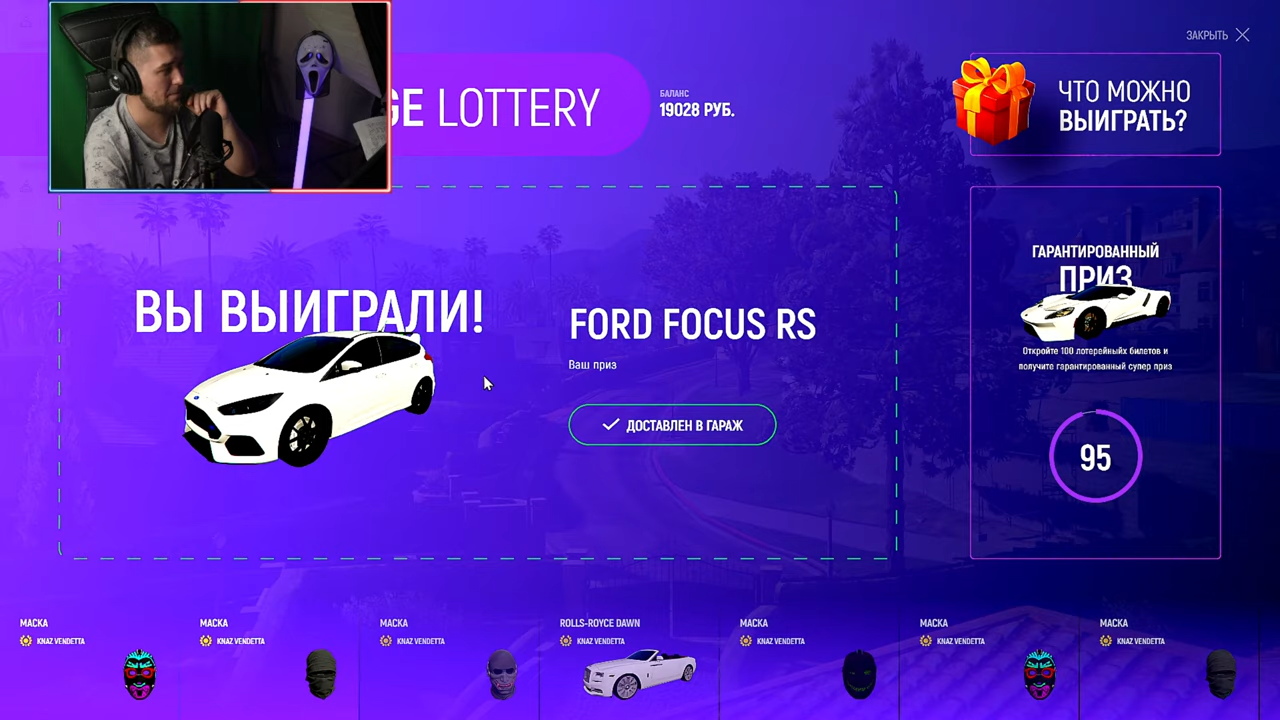 ЗАКРЫТЬ
GE LOTTERY
БАЛАНС
19028 РУБ.
ЧТО МОЖНО
ВЫИГРАТЬ?
ВЫ ВЫИГРАЛИ!
FORD FOCUS RS
Ваш приз
ДОСТАВЛЕН В ГАРАЖ
ГАРАНТИРОВАННЫЙ
ПРИЗ
Откройте 100 лотерейныйх билетов и
получите гарантированный супер приз
95
МАСКА
KNAZ VENDETTA
МАСКА
KNAZ VENDETTA
МАСКА
KNAZ VENDETTA
ROLLS-ROYCE DAWN
KNAZ VENDETTA
МАСКА
KNAZ VENDETTA
МАСКА
KNAZ VENDETTA
МАСКА
KNAZ VENDETTA